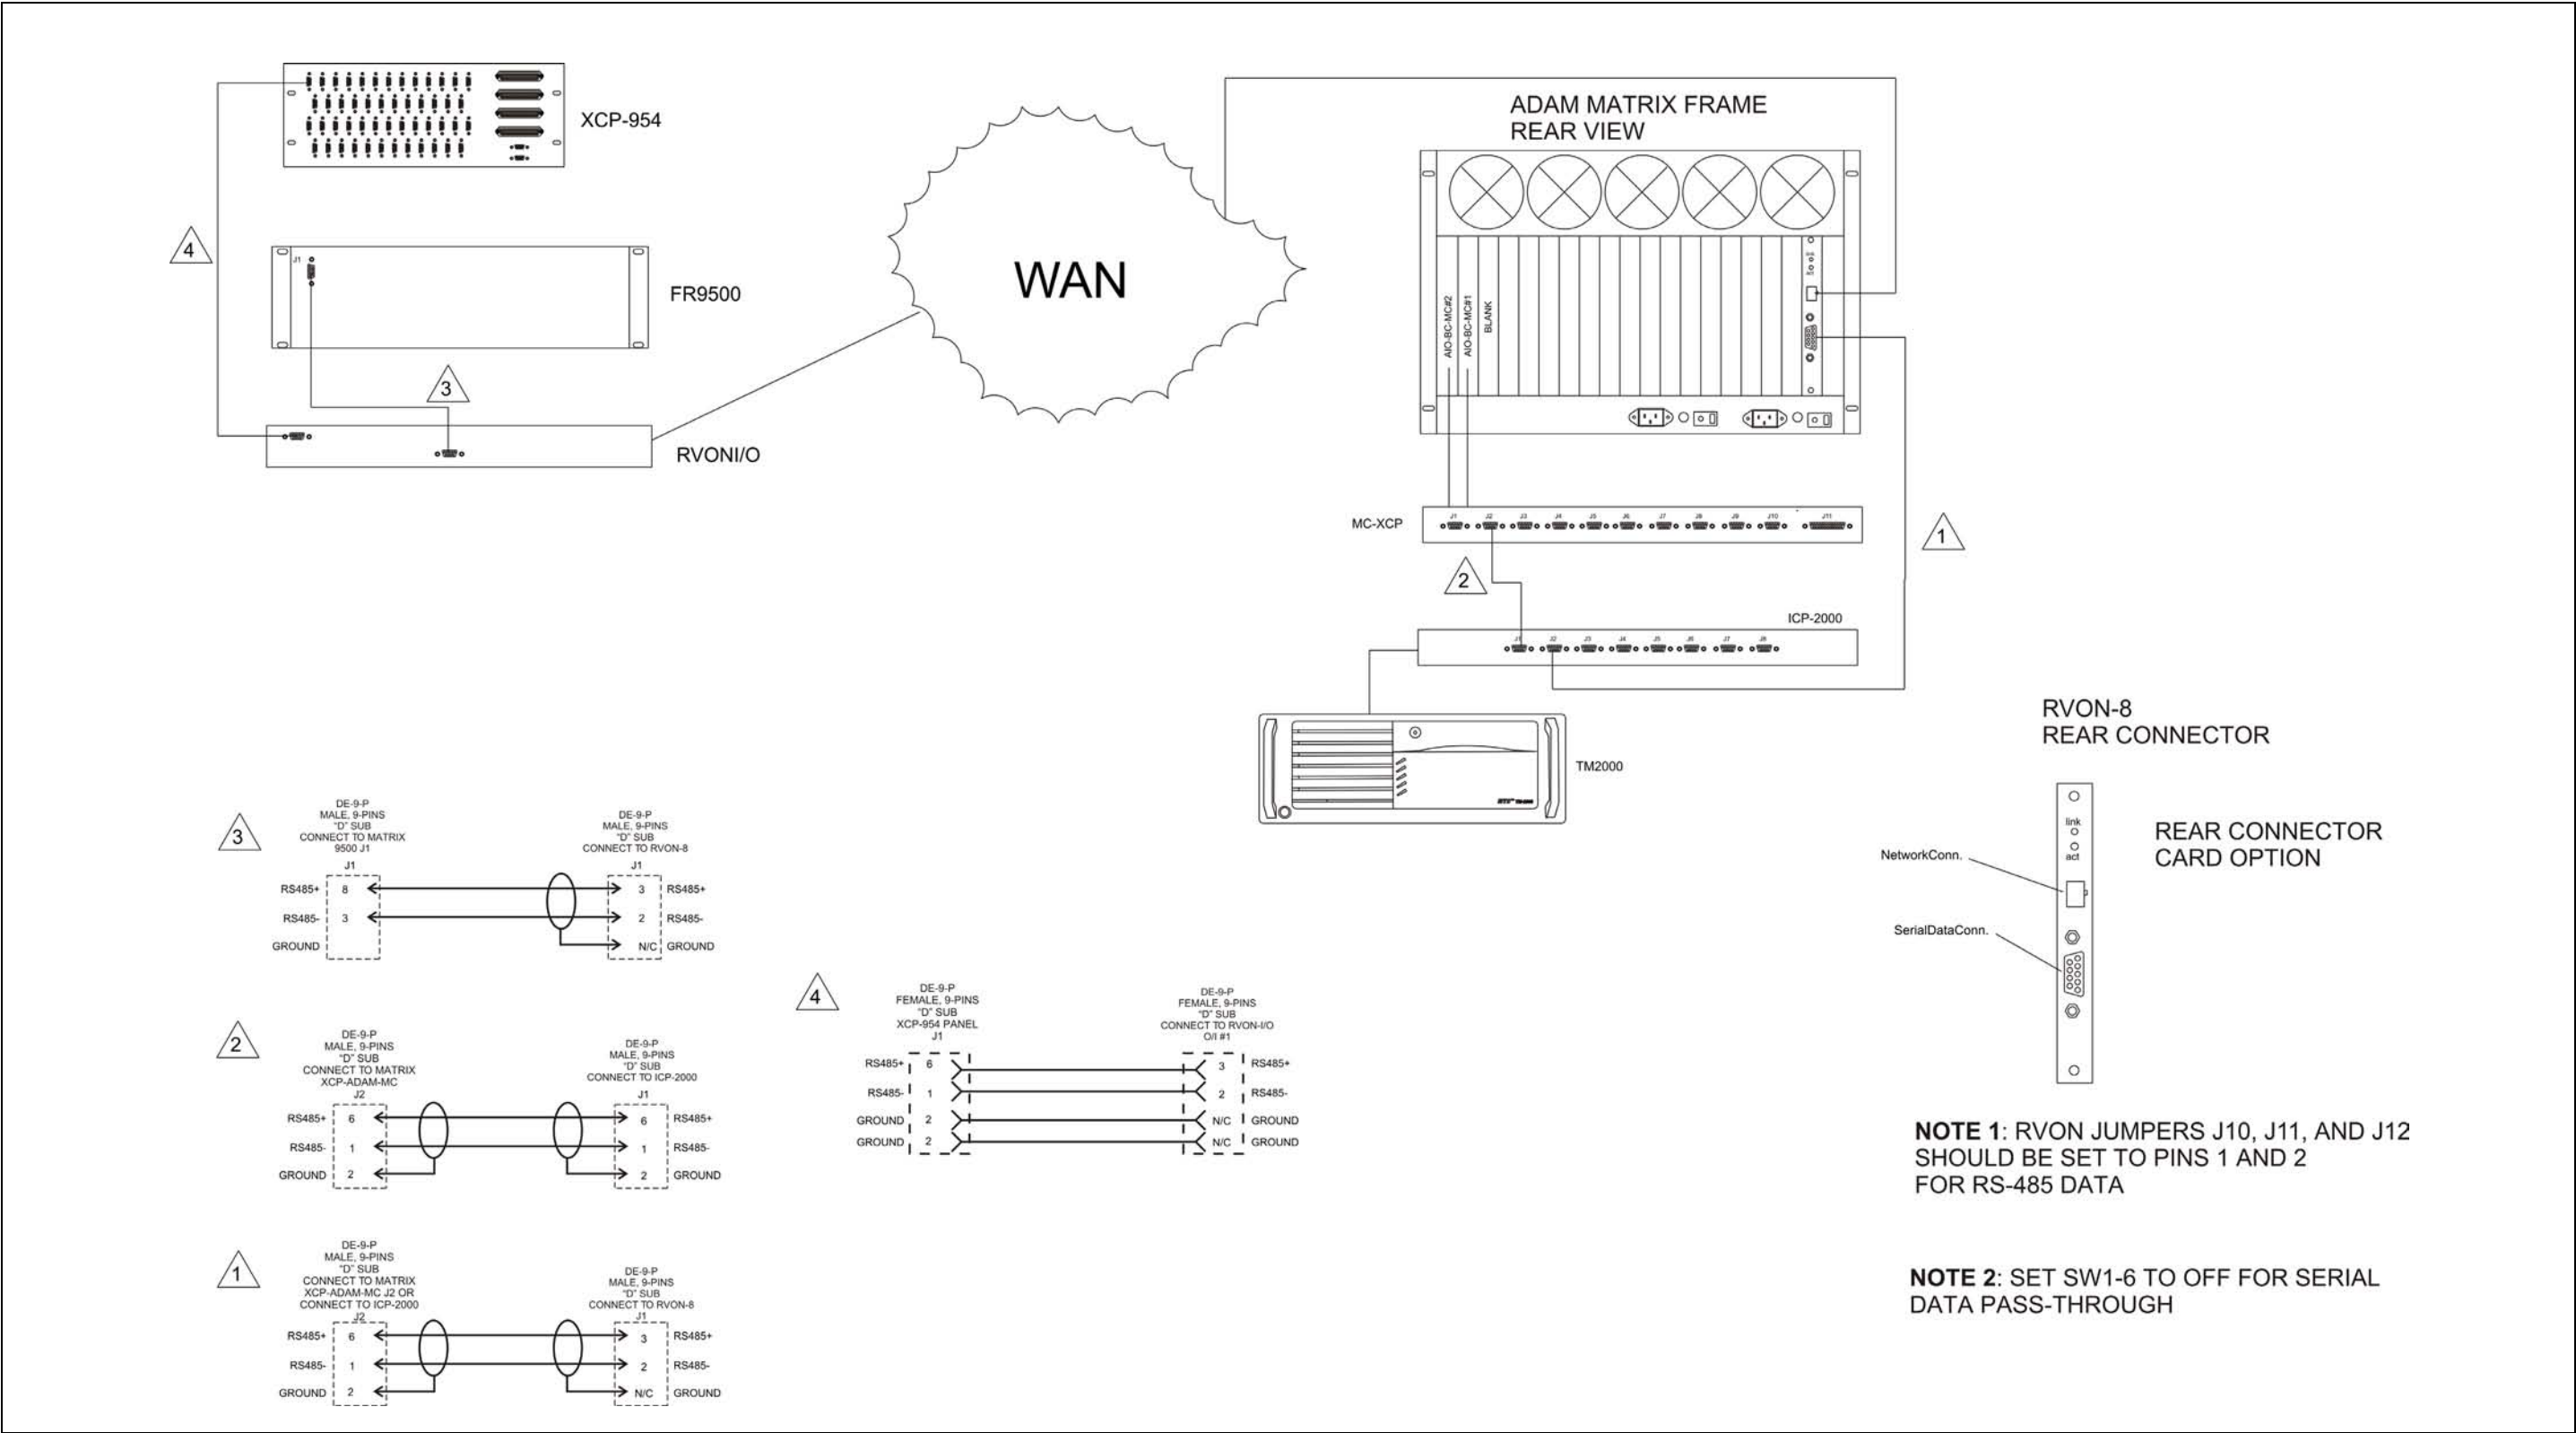 XCP-954
4
J1
FR9500
3
RVONI/O
WAN
ADAM MATRIX FRAME
REAR VIEW
AIO-BC-MC#2
AIO-BC-MC#1
BLANK
MC-XCP
J1 J2 J3 J4 J5 J6 J7 J8 J9 J10 J11
1
2
ICP-2000
J1 J2 J3 J4 J5 J6 J7 J8
TM2000
RVON-8
REAR CONNECTOR
link
act
NetworkConn.
SerialDataConn.
REAR CONNECTOR
CARD OPTION
3
DE-9-P
MALE, 9-PINS
"D" SUB
CONNECT TO MATRIX
9500 J1
J1
RS485+ 8
RS485- 3
GROUND
DE-9-P
MALE, 9-PINS
"D" SUB
CONNECT TO RVON-8
J1
3 RS485+
2 RS485-
N/C GROUND
2
DE-9-P
MALE, 9-PINS
"D" SUB
CONNECT TO MATRIX
XCP-ADAM-MC
J2
RS485+ 6
RS485- 1
GROUND 2
DE-9-P
MALE, 9-PINS
"D" SUB
CONNECT TO ICP-2000
J1
6 RS485+
1 RS485-
2 GROUND
1
DE-9-P
MALE, 9-PINS
"D" SUB
CONNECT TO MATRIX
XCP-ADAM-MC J2 OR
CONNECT TO ICP-2000
J2
RS485+ 6
RS485- 1
GROUND 2
DE-9-P
MALE, 9-PINS
"D" SUB
CONNECT TO RVON-8
J1
3 RS485+
2 RS485-
N/C GROUND
4
DE-9-P
FEMALE, 9-PINS
"D" SUB
XCP-954 PANEL
J1
RS485+ 6
RS485- 1
GROUND 2
GROUND 2
DE-9-P
FEMALE, 9-PINS
"D" SUB
CONNECT TO RVON-I/O
O/I #1
3 RS485+
2 RS485-
N/C GROUND
N/C GROUND
NOTE 1: RVON JUMPERS J10, J11, AND J12
SHOULD BE SET TO PINS 1 AND 2
FOR RS-485 DATA
NOTE 2: SET SW1-6 TO OFF FOR SERIAL
DATA PASS-THROUGH